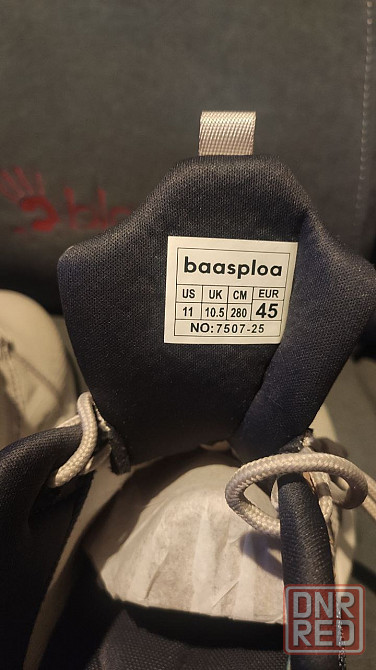 baasploa
US UK CM EUR
11 10.5 280 45
NO:7507-25
DNR
RED